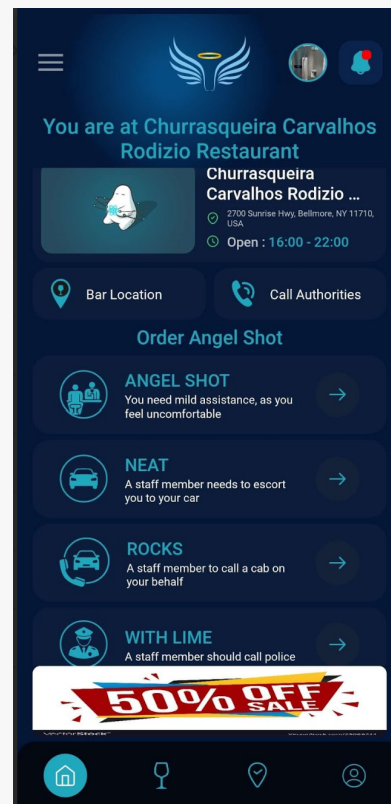 You are at Churrasqueira Carvalhos
Rodizio Restaurant
Churrasqueira
Carvalhos Rodizio ...
2700 Sunrise Hwy, Bellmore, NY 11710,
USA
Open : 16:00 - 22:00
Bar Location
Call Authorities
Order Angel Shot
ANGEL SHOT
You need mild assistance, as you
feel uncomfortable
NEAT
A staff member needs to escort
you to your car
ROCKS
A staff member to call a cab on
your behalf
WITH LIME
A staff member should call police
50% OFF
SALE
VectorStock